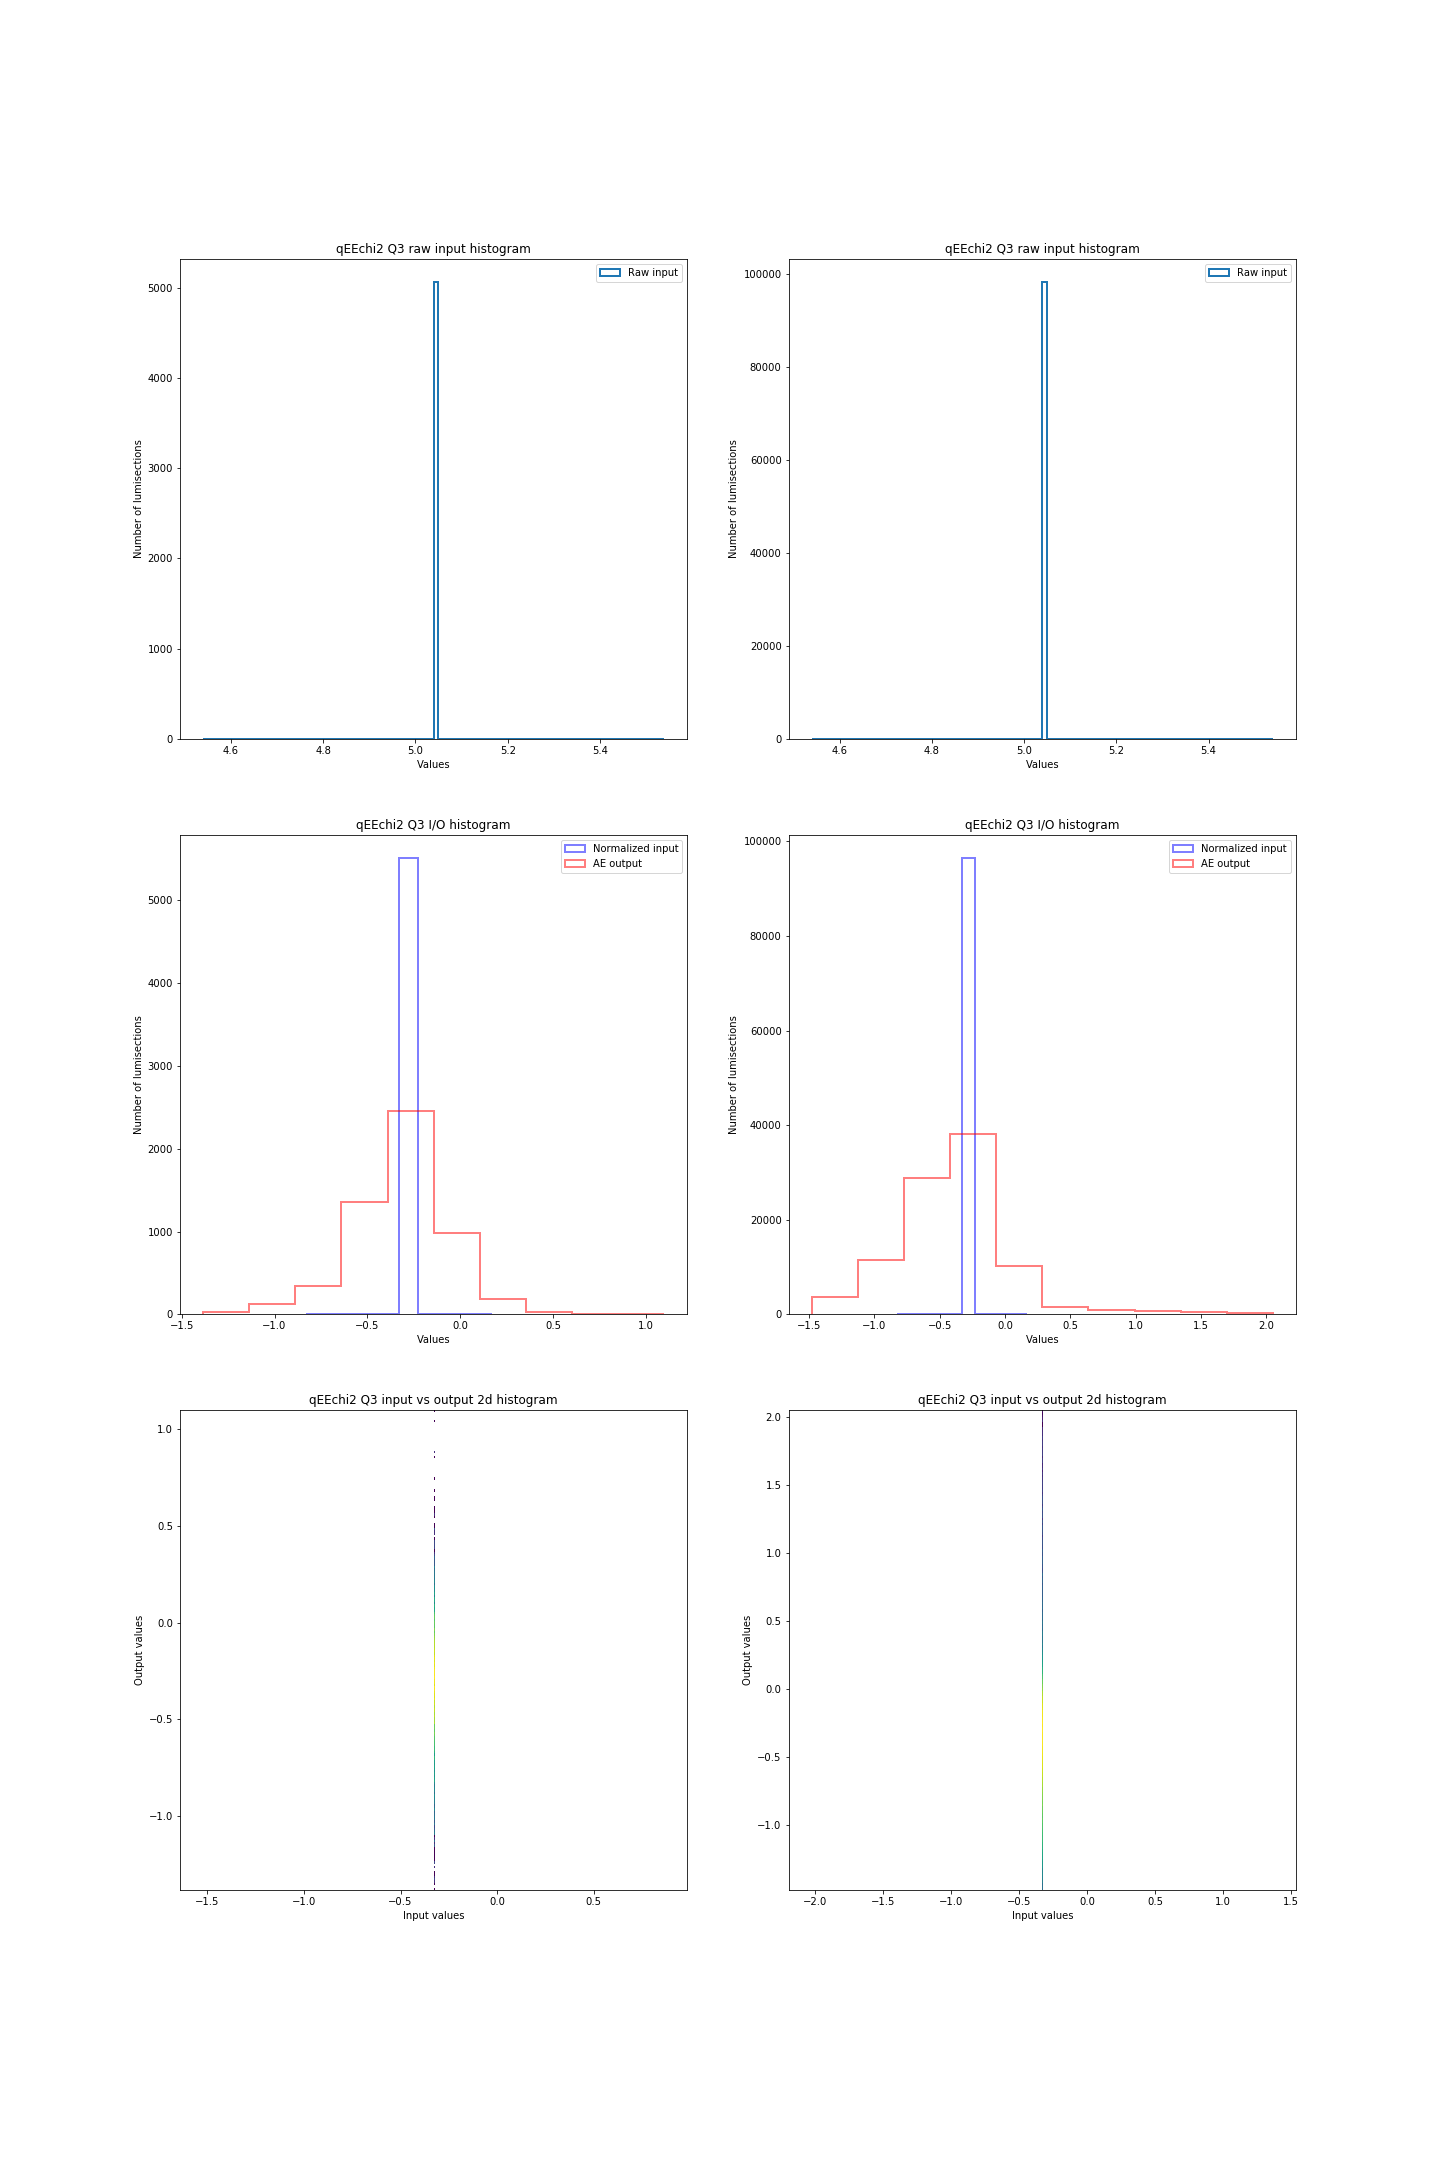 qEEchi2 Q3 raw input histogram
Raw input
5000
4000
3000
2000
1000
0
Number of lumisections
4.6 4.8 5.0 5.2 5.4
Values
qEEchi2 Q3 raw input histogram
Raw input
100000
80000
60000
40000
20000
0
Number of lumisections
4.6 4.8 5.0 5.2 5.4
Values
qEEchi2 Q3 I/O histogram
Normalized input
AE output
5000
4000
3000
2000
1000
0
Number of lumisections
−1.5 −1.0 −0.5 0.0 0.5 1.0
Values
qEEchi2 Q3 I/O histogram
Normalized input
AE output
100000
80000
60000
40000
20000
0
Number of lumisections
−1.5 −1.0 −0.5 0.0 0.5 1.0 1.5 2.0
Values
qEEchi2 Q3 input vs output 2d histogram
1.0
0.5
0.0
−0.5
−1.0
Output values
−1.5 −1.0 −0.5 0.0 0.5
Input values
qEEchi2 Q3 input vs output 2d histogram
2.0
1.5
1.0
0.5
0.0
−0.5
−1.0
Output values
−2.0 −1.5 −1.0 −0.5 0.0 0.5 1.0 1.5
Input values